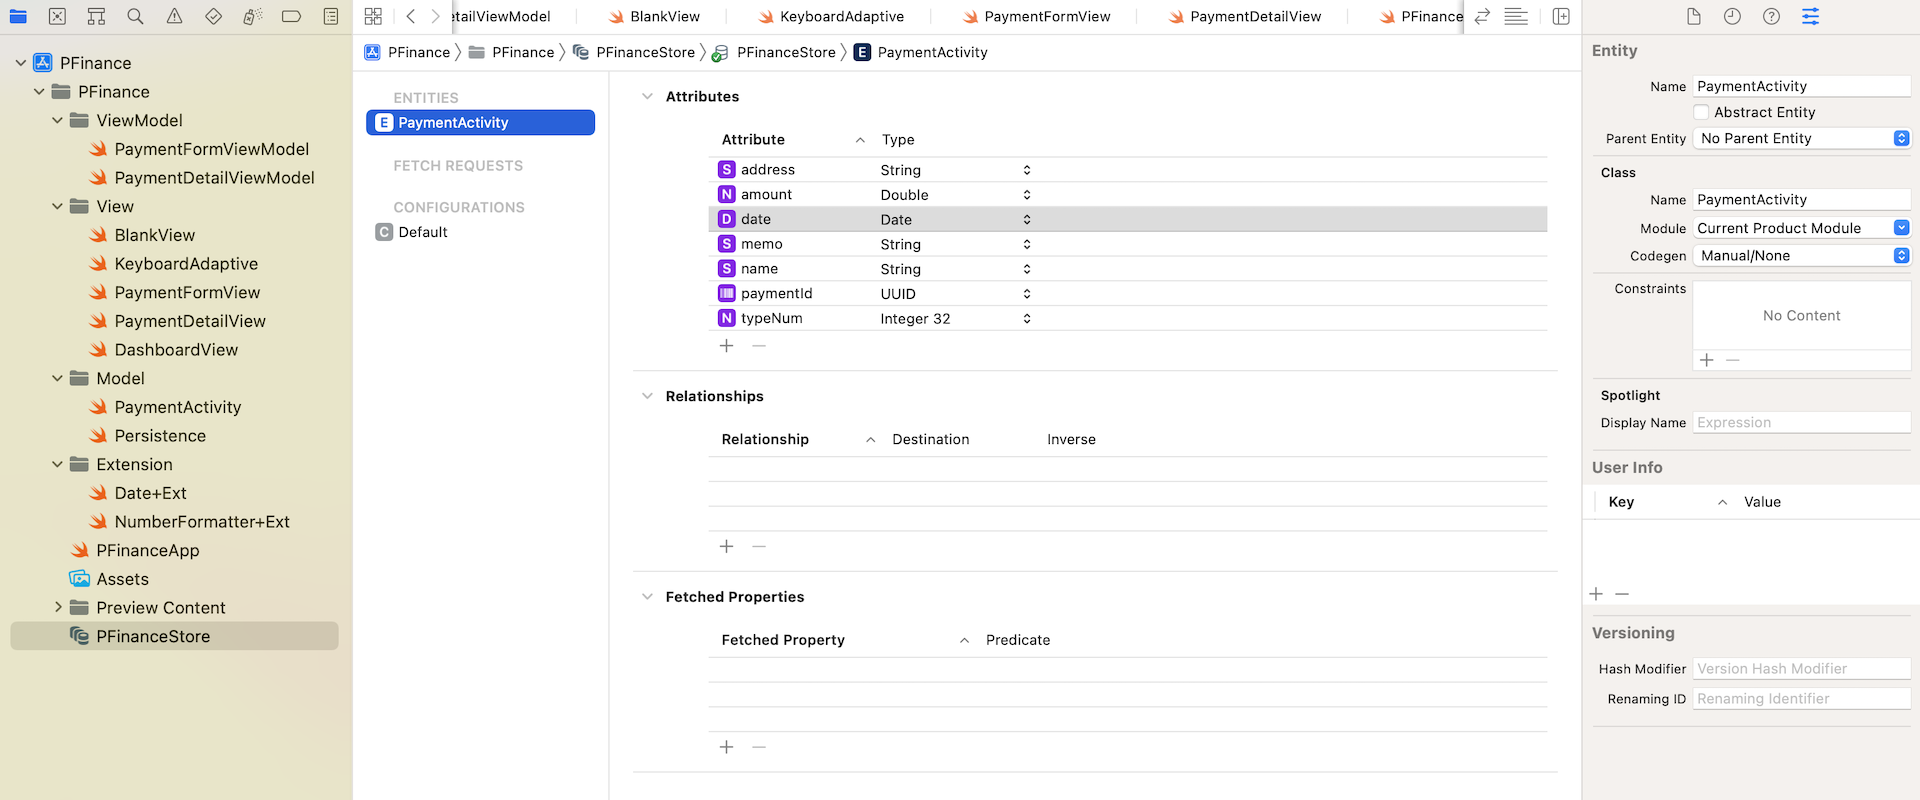 PFinance
PFinance
ViewModel
PaymentFormViewModel
PaymentDetailViewModel
View
BlankView
KeyboardAdaptive
PaymentFormView
PaymentDetailView
DashboardView
Model
PaymentActivity
Persistence
Extension
Date+Ext
NumberFormatter+Ext
PFinanceApp
Assets
Preview Content
PFinanceStore
etailViewModel BlankView KeyboardAdaptive PaymentFormView PaymentDetailView PFinance
PFinance PFinance PFinanceStore PFinanceStore E PaymentActivity
ENTITIES
E PaymentActivity
FETCH REQUESTS
CONFIGURATIONS
C Default
Attributes
Attribute Type
S address String
N amount Double
D date Date
S memo String
S name String
paymentId UUID
N typeNum Integer 32
Relationships
Relationship Destination Inverse
Fetched Properties
Fetched Property Predicate
Entity
Name PaymentActivity
Abstract Entity
Parent Entity No Parent Entity
Class
Name PaymentActivity
Module Current Product Module
Codegen Manual/None
Constraints
No Content
Spotlight
Display Name Expression
User Info
Key Value
Versioning
Hash Modifier Version Hash Modifier
Renaming ID Renaming Identifier